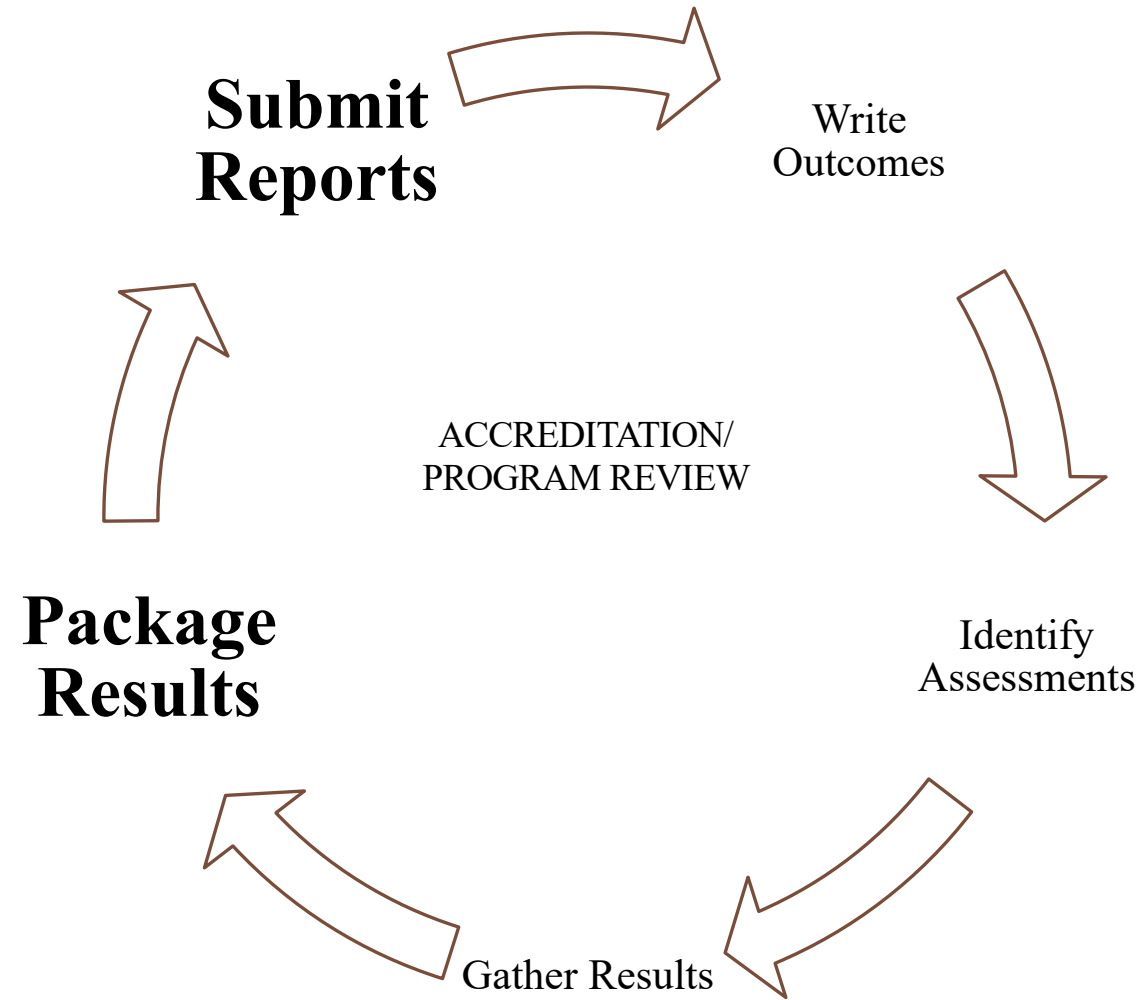 Submit
Reports
Write
Outcomes
ACCREDITATION/
PROGRAM REVIEW
Package
Results
Identify
Assessments
Gather Results